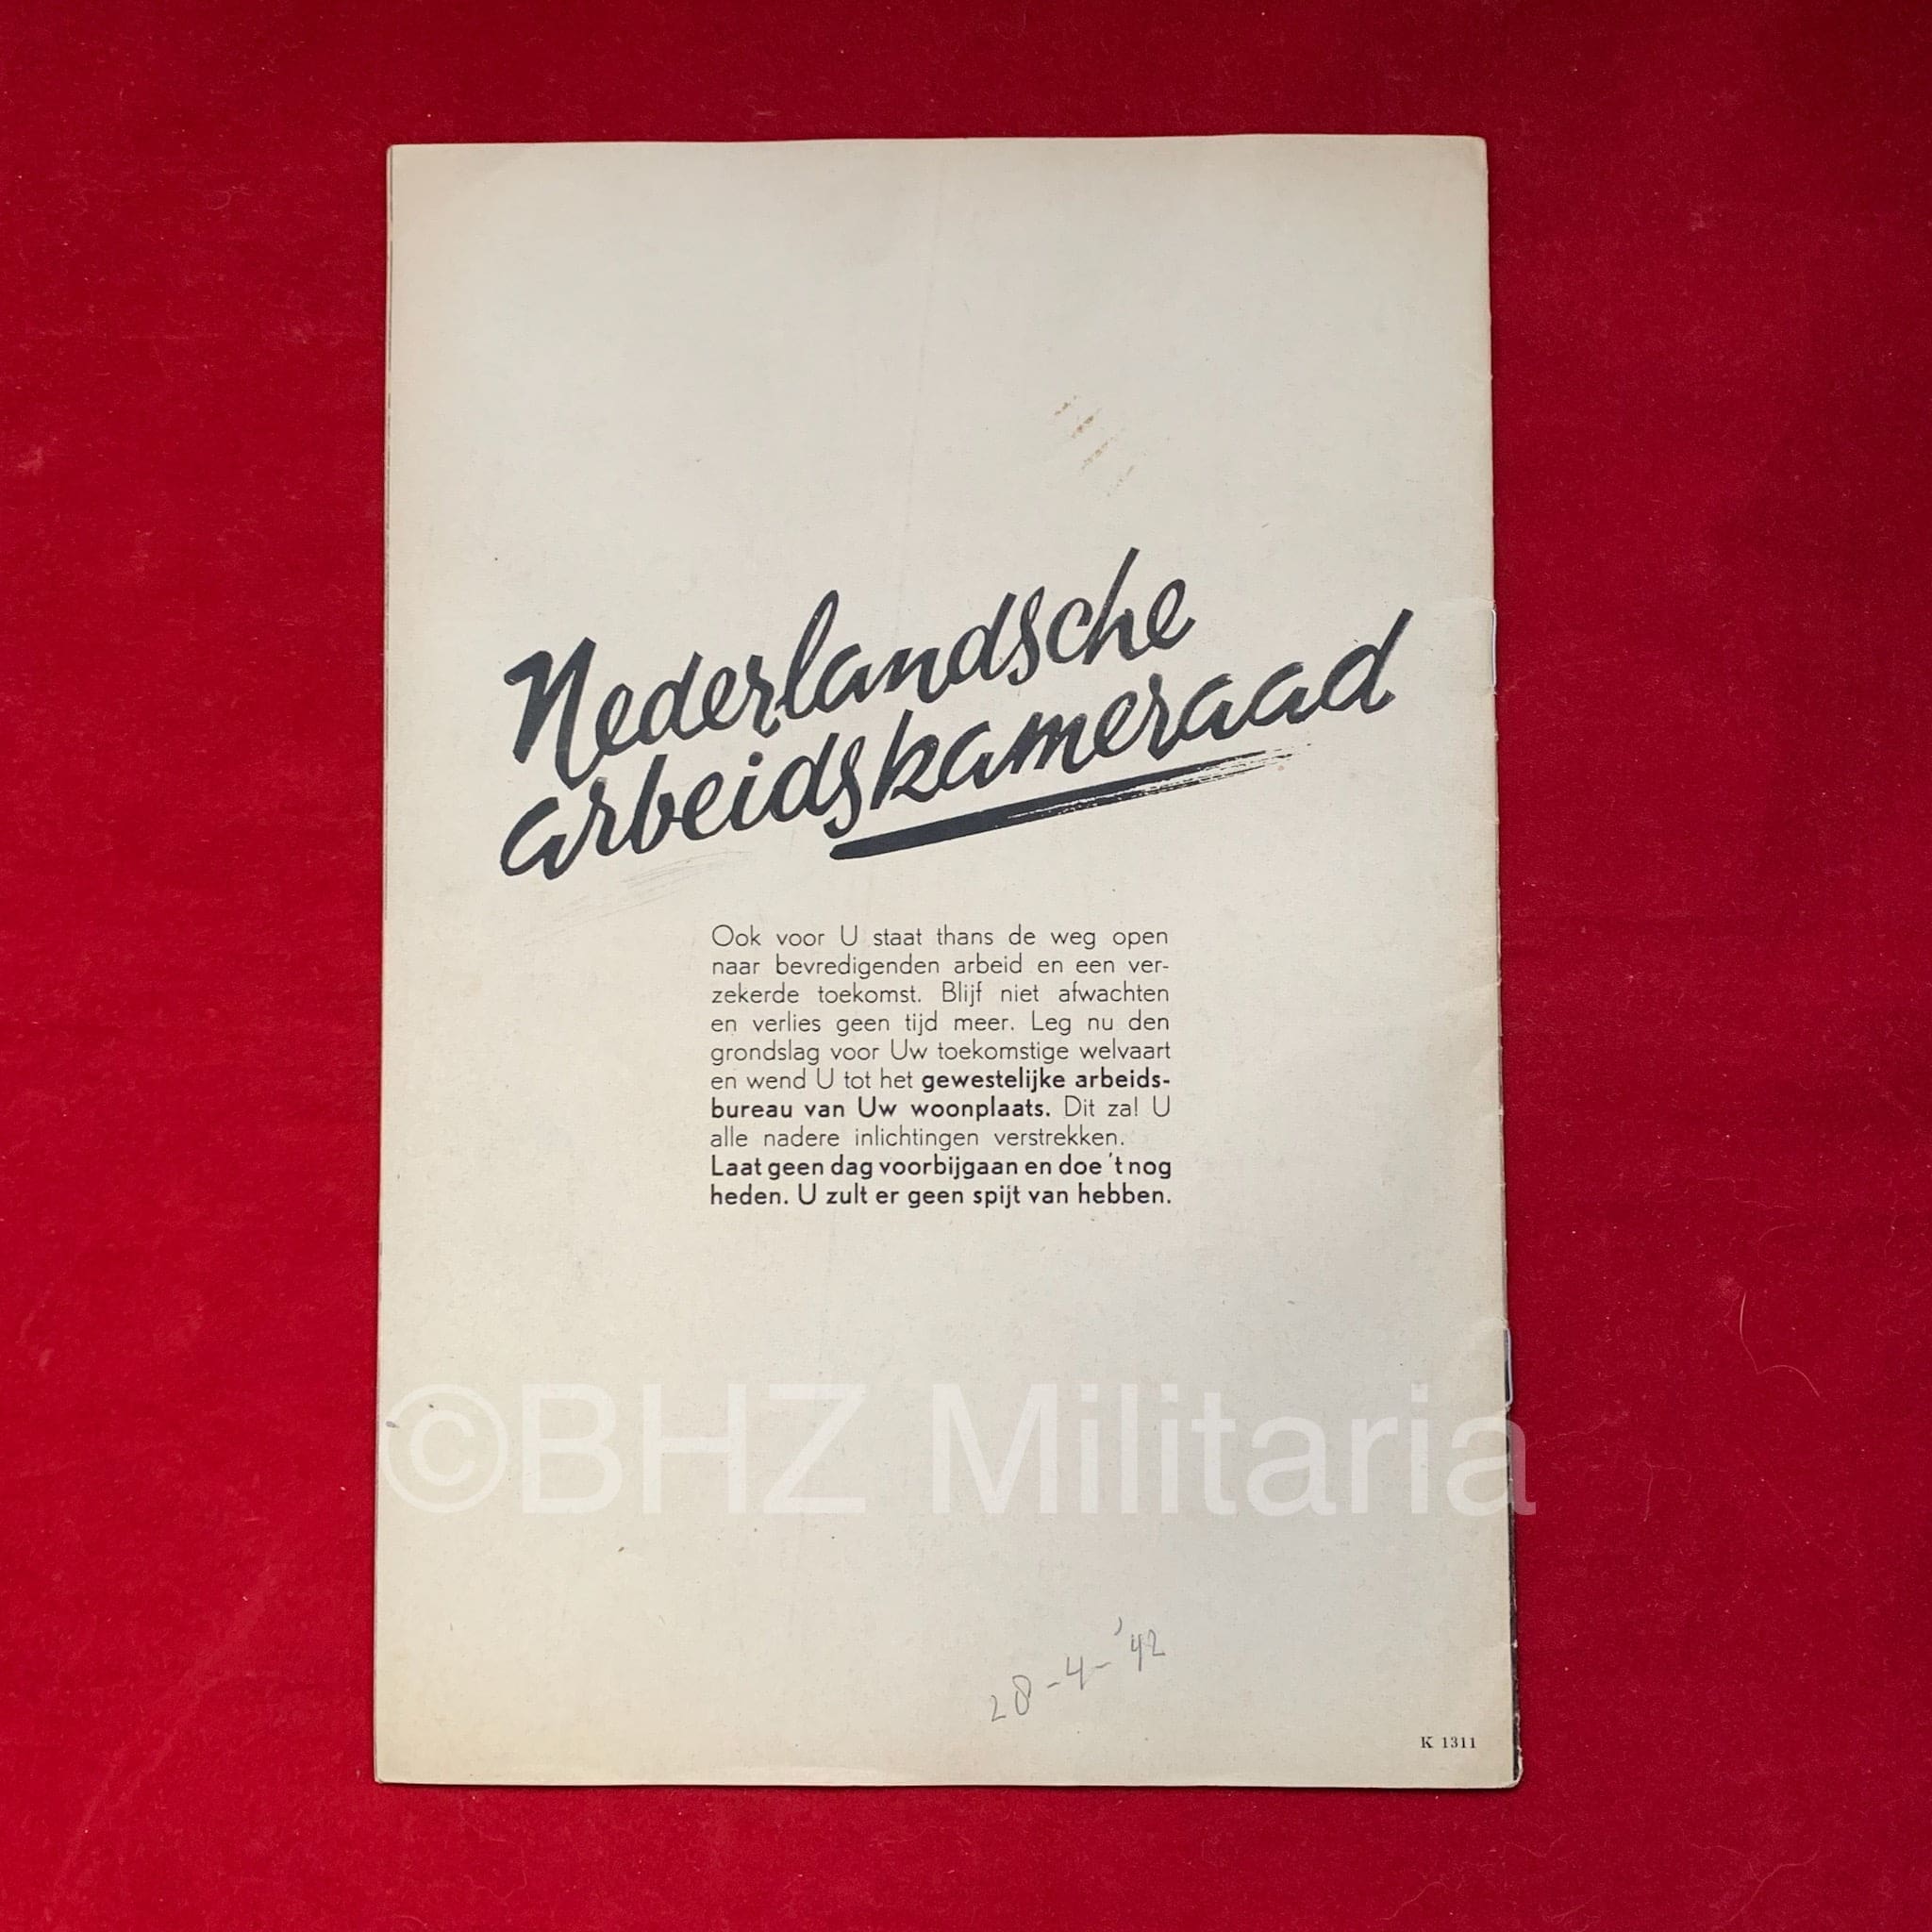 Nederlandsche
arbeidskameraad
Ook voor U staat thans de weg open
naar bevredigenden arbeid en een ver-
zekerde toekomst. Blijf niet afwachten
en verlies geen tijd meer. Leg nu den
grondslag voor Uw toekomstige welvaart
en wend U tot het gewestelijke arbeids-
bureau van Uw woonplaats. Dit zal U
alle nadere inlichtingen verstrekken.
Laat geen dag voorbijgaan en doe 't nog
heden. U zult er geen spijt van hebben.
©BHZ Militaria
28-4-'42
K 1311